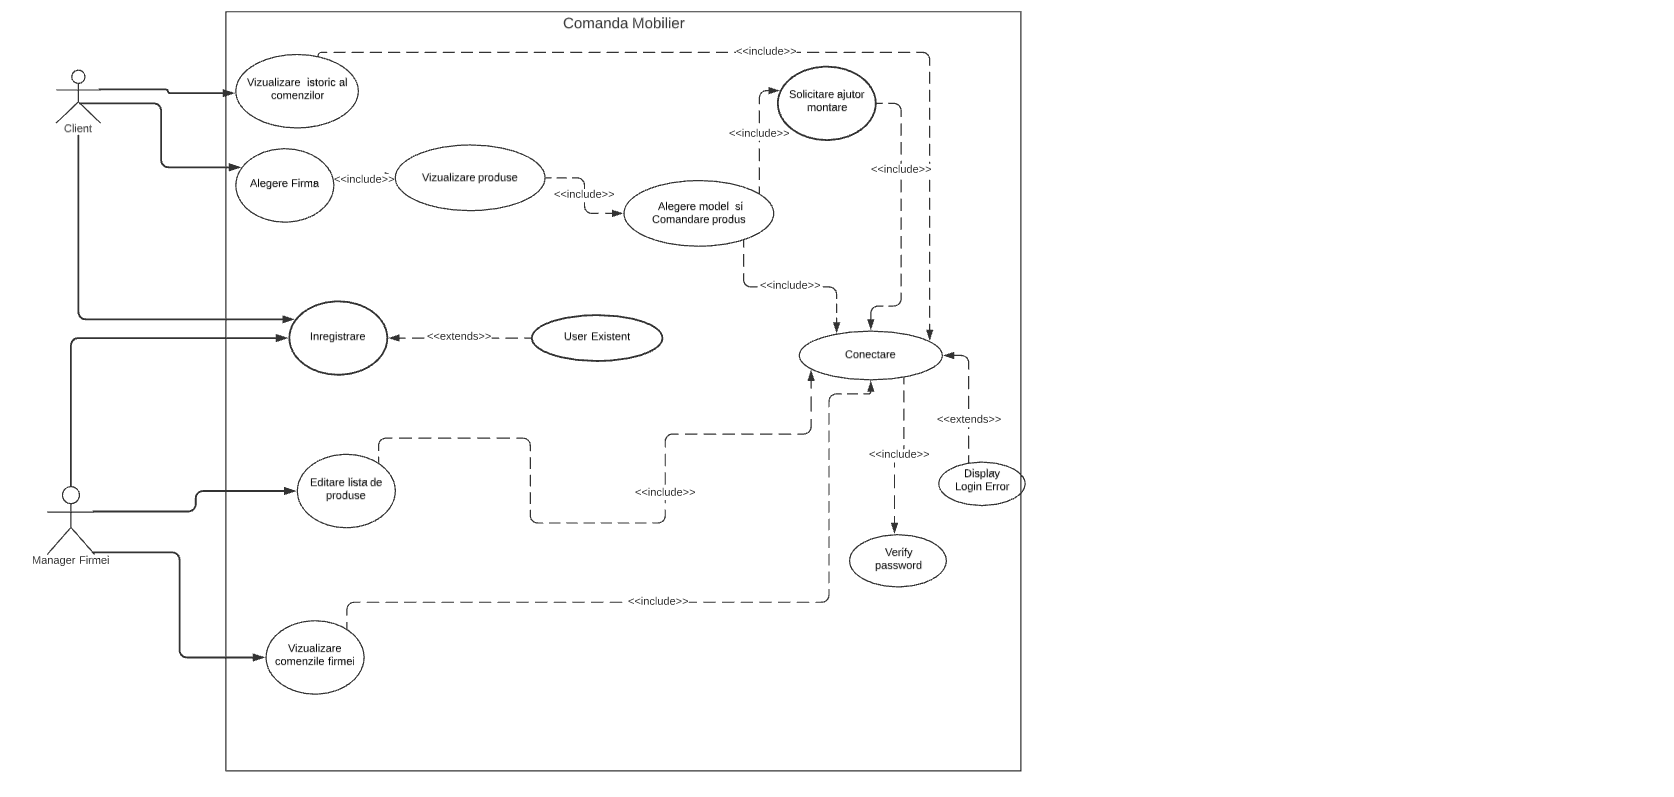 Comanda Mobilier
<<include>>
Vizualizare istoric al
comenzilor
Solicitare ajutor
montare
Client
<<include>>
<<include>>
Alegere Firma
<<include>>
Vizualizare produse
<<include>>
Alegere model si
Comandare produs
<<include>>
Inregistrare
<<extends>>
User Existent
Conectare
<<extends>>
<<include>>
Display
Login Error
Editare lista de
produse
<<include>>
Manager Firmei
Verify
password
<<include>>
Vizualizare
comenzile firmei